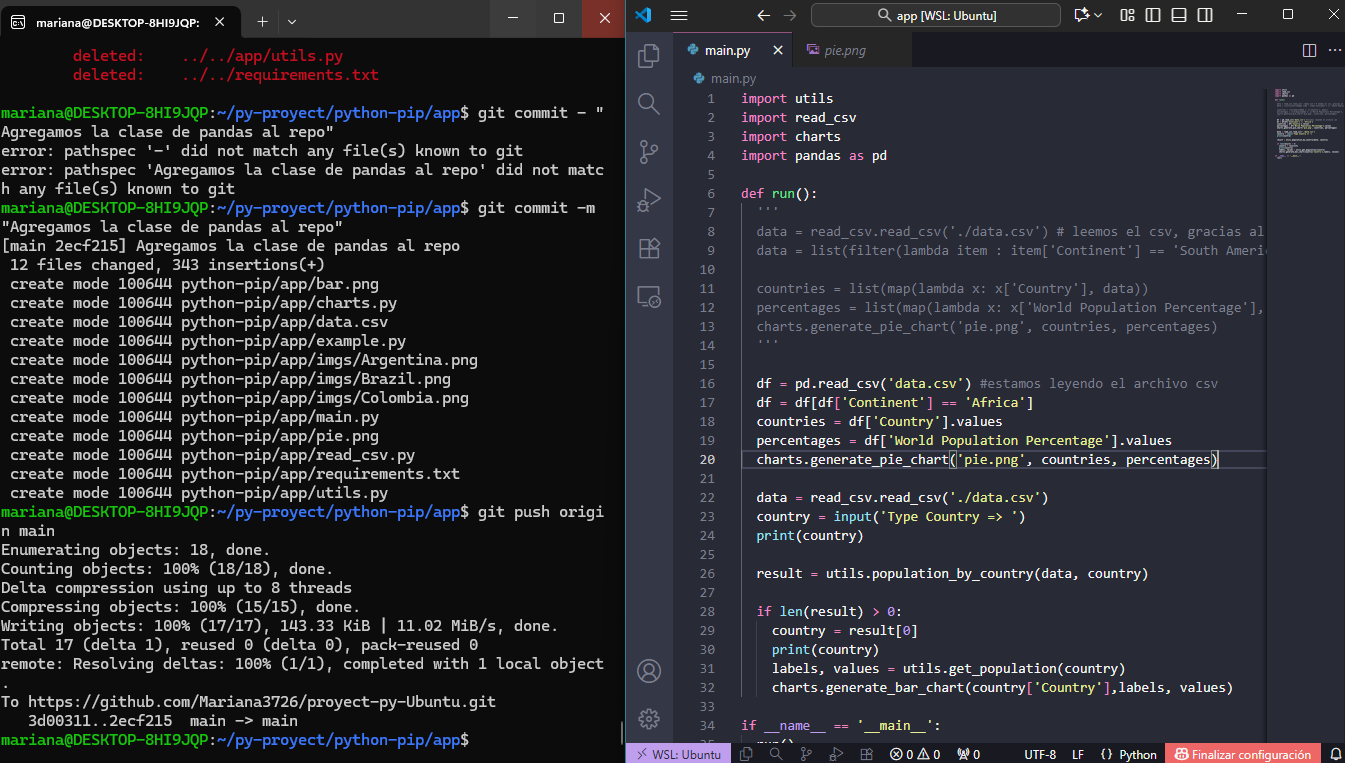 mariana@DESKTOP-8HI9JQP:
deleted:    ../../app/utils.py
deleted:    ../../requirements.txt
mariana@DESKTOP-8HI9JQP:~/py-proyect/python-pip/app$ git commit - "
Agregamos la clase de pandas al repo"
error: pathspec '-' did not match any file(s) known to git
error: pathspec 'Agregamos la clase de pandas al repo' did not matc
h any file(s) known to git
mariana@DESKTOP-8HI9JQP:~/py-proyect/python-pip/app$ git commit -m
"Agregamos la clase de pandas al repo"
[main 2ecf215] Agregamos la clase de pandas al repo
 12 files changed, 343 insertions(+)
 create mode 100644 python-pip/app/bar.png
 create mode 100644 python-pip/app/charts.py
 create mode 100644 python-pip/app/data.csv
 create mode 100644 python-pip/app/example.py
 create mode 100644 python-pip/app/imgs/Argentina.png
 create mode 100644 python-pip/app/imgs/Brazil.png
 create mode 100644 python-pip/app/imgs/Colombia.png
 create mode 100644 python-pip/app/main.py
 create mode 100644 python-pip/app/pie.png
 create mode 100644 python-pip/app/read_csv.py
 create mode 100644 python-pip/app/requirements.txt
 create mode 100644 python-pip/app/utils.py
mariana@DESKTOP-8HI9JQP:~/py-proyect/python-pip/app$ git push origi
n main
Enumerating objects: 18, done.
Counting objects: 100% (18/18), done.
Delta compression using up to 8 threads
Compressing objects: 100% (15/15), done.
Writing objects: 100% (17/17), 143.33 KiB | 11.02 MiB/s, done.
Total 17 (delta 1), reused 0 (delta 0), pack-reused 0
remote: Resolving deltas: 100% (1/1), completed with 1 local object
.
To https://github.com/Mariana3726/proyect-py-Ubuntu.git
   3d00311..2ecf215  main -> main
mariana@DESKTOP-8HI9JQP:~/py-proyect/python-pip/app$
app [WSL: Ubuntu]
main.py
pie.png
main.py
1 import utils
2 import read_csv
3 import charts
4 import pandas as pd
5
6 def run():
7   '''
8   data = read_csv.read_csv('./data.csv') # leemos el csv, gracias al
9   data = list(filter(lambda item : item['Continent'] == 'South Ameri
10
11   countries = list(map(lambda x: x['Country'], data))
12   percentages = list(map(lambda x: x['World Population Percentage'],
13   charts.generate_pie_chart('pie.png', countries, percentages)
14   '''
15
16   df = pd.read_csv('data.csv') #estamos leyendo el archivo csv
17   df = df[df['Continent'] == 'Africa']
18   countries = df['Country'].values
19   percentages = df['World Population Percentage'].values
20   charts.generate_pie_chart('pie.png', countries, percentages)
21
22   data = read_csv.read_csv('./data.csv')
23   country = input('Type Country => ')
24   print(country)
25
26   result = utils.population_by_country(data, country)
27
28   if len(result) > 0:
29     country = result[0]
30     print(country)
31     labels, values = utils.get_population(country)
32     charts.generate_bar_chart(country['Country'],labels, values)
33
34 if __name__ == '__main__':
35   run()
WSL: Ubuntu
0 0
0
UTF-8
LF
{} Python
Finalizar configuración